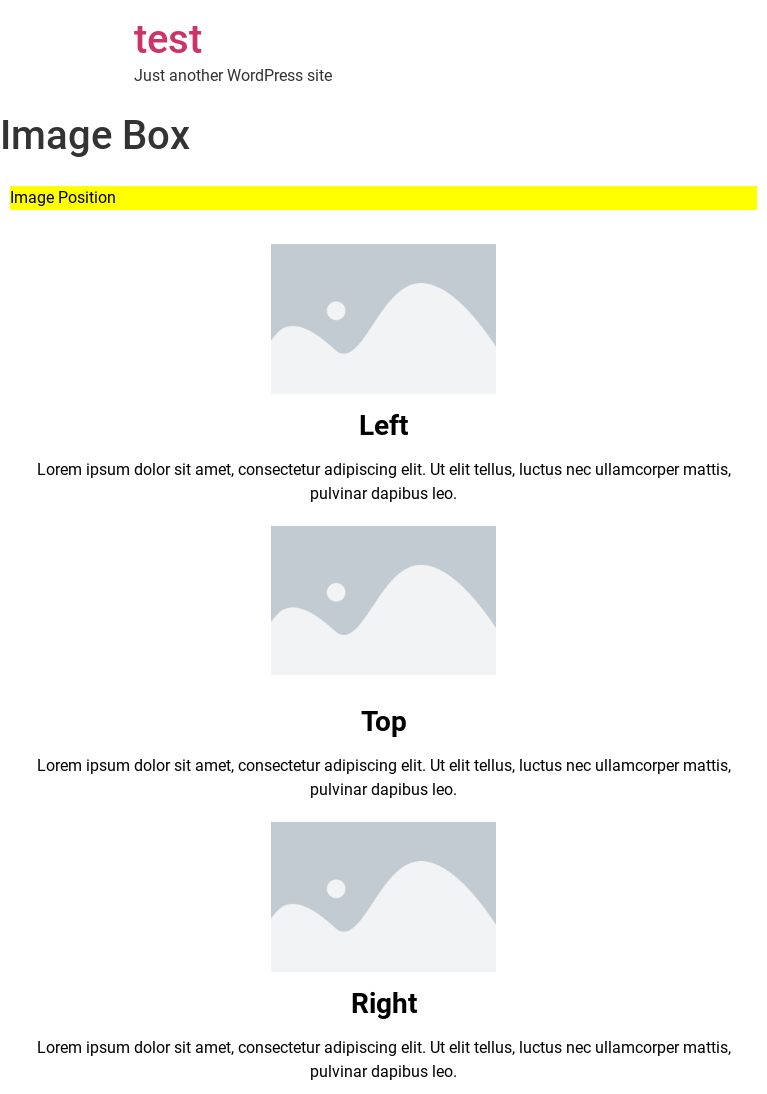 test
Just another WordPress site
Image Box
Image Position
Left
Lorem ipsum dolor sit amet, consectetur adipiscing elit. Ut elit tellus, luctus nec ullamcorper mattis,
pulvinar dapibus leo.
Top
Lorem ipsum dolor sit amet, consectetur adipiscing elit. Ut elit tellus, luctus nec ullamcorper mattis,
pulvinar dapibus leo.
Right
Lorem ipsum dolor sit amet, consectetur adipiscing elit. Ut elit tellus, luctus nec ullamcorper mattis,
pulvinar dapibus leo.